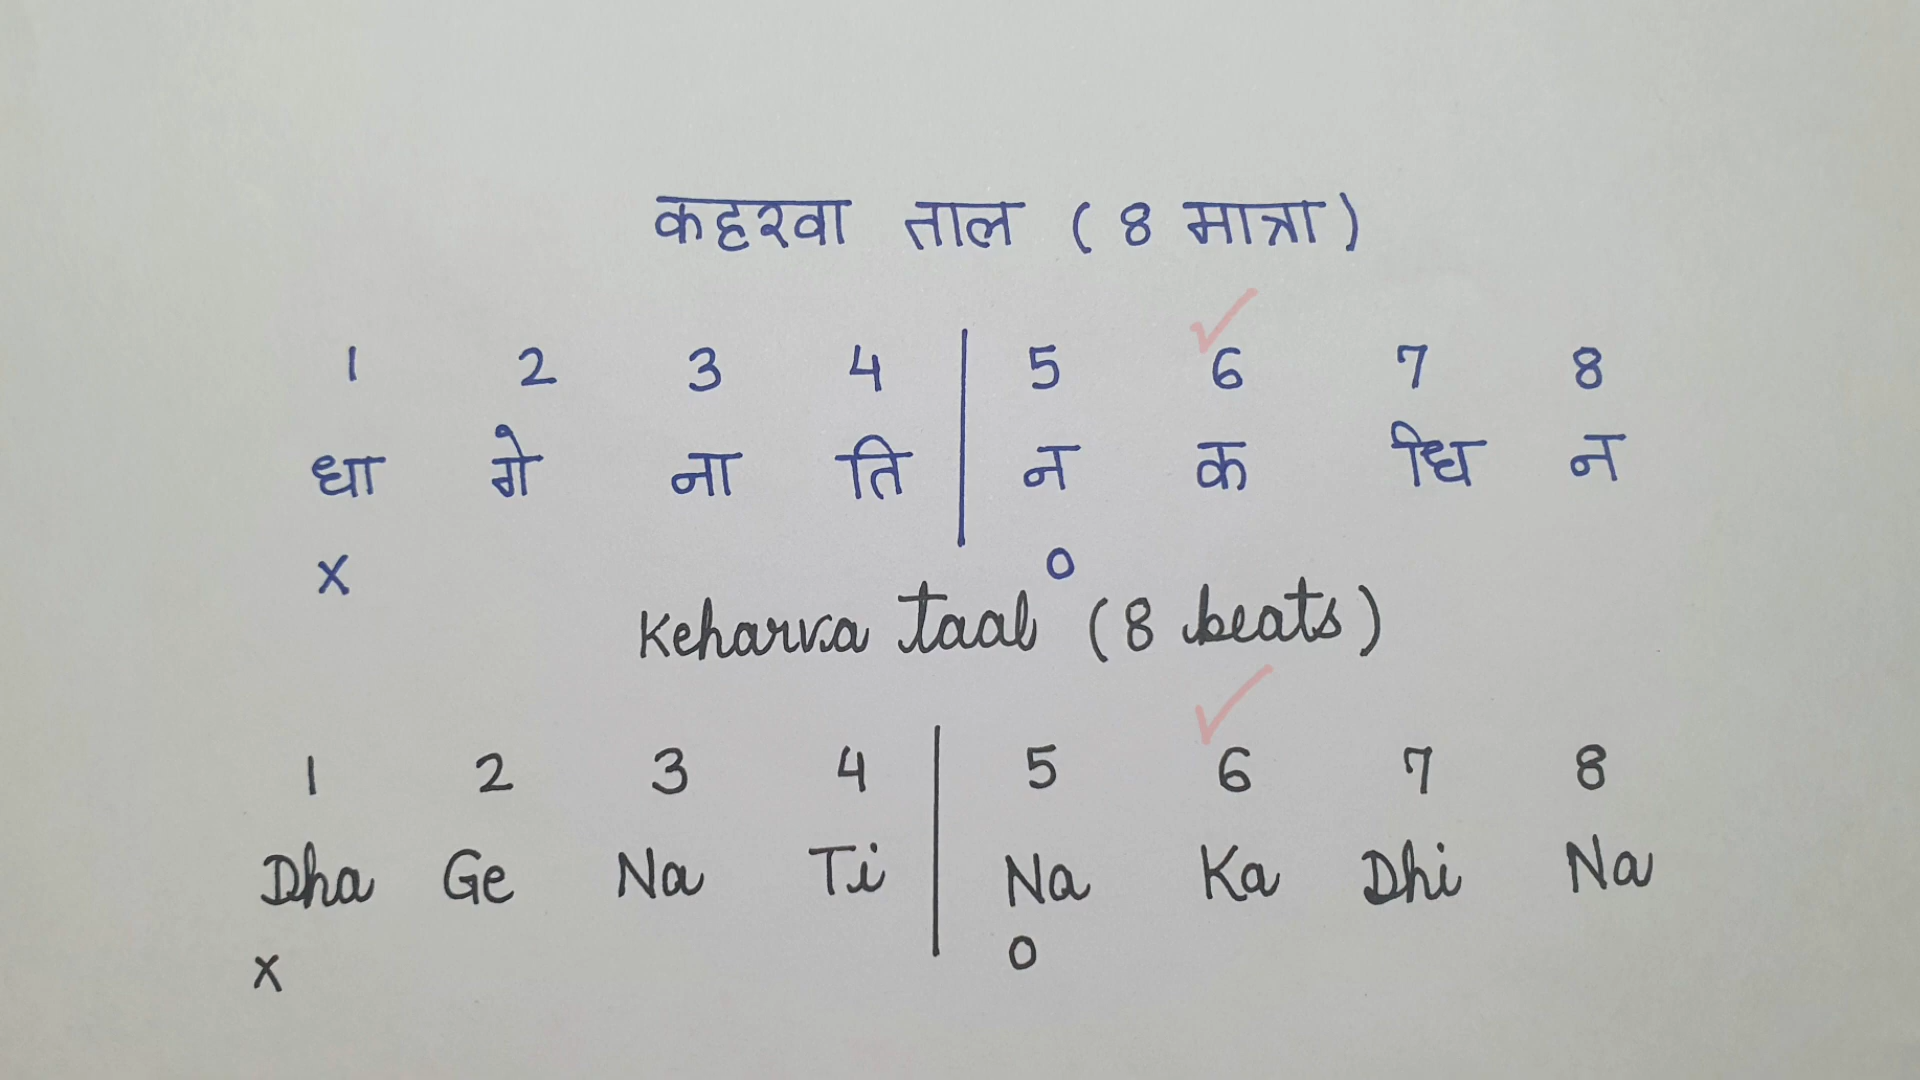 कहरवा ताल ( 8 मात्रा )
1 2 3 4 | 5 6 7 8
धा गे ना ति | न क धि न
x 0
Keharva taal (8 beats)
1 2 3 4 | 5 6 7 8
Dha Ge Na Ti | Na Ka Dhi Na
x 0